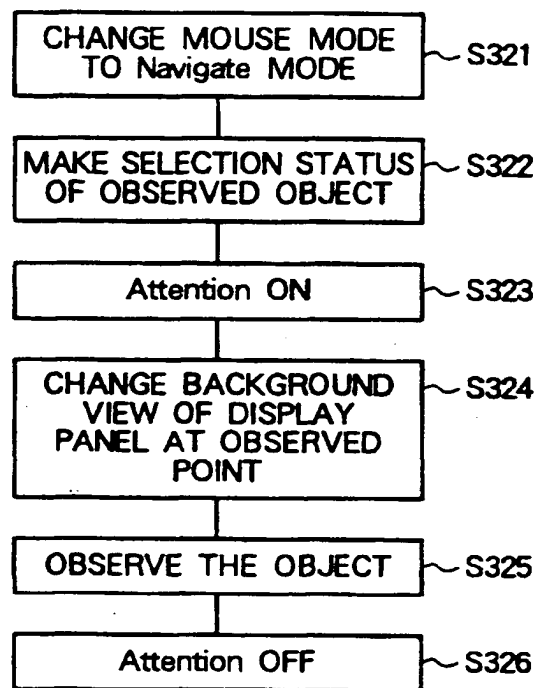 CHANGE MOUSE MODE
TO Navigate MODE
S321
MAKE SELECTION STATUS
OF OBSERVED OBJECT
S322
Attention ON
S323
CHANGE BACKGROUND
VIEW OF DISPLAY
PANEL AT OBSERVED
POINT
S324
OBSERVE THE OBJECT
S325
Attention OFF
S326